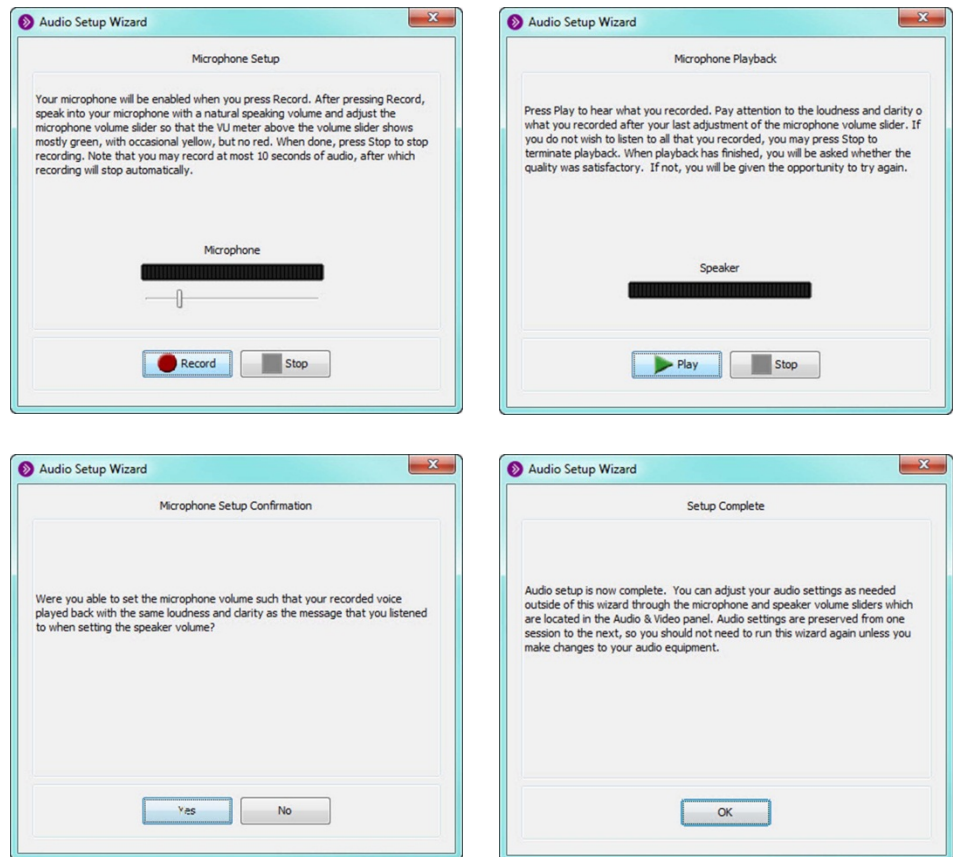 Audio Setup Wizard
Microphone Setup
Your microphone will be enabled when you press Record. After pressing Record,
speak into your microphone with a natural speaking volume and adjust the
microphone volume slider so that the VU meter above the volume slider shows
mostly green, with occasional yellow, but no red. When done, press Stop to stop
recording. Note that you may record at most 10 seconds of audio, after which
recording will stop automatically.
Microphone
Record
Stop
Audio Setup Wizard
Microphone Playback
Press Play to hear what you recorded. Pay attention to the loudness and clarity o
what you recorded after your last adjustment of the microphone volume slider. If
you do not wish to listen to all that you recorded, you may press Stop to
terminate playback. When playback has finished, you will be asked whether the
quality was satisfactory.  If not, you will be given the opportunity to try again.
Speaker
Play
Stop
Audio Setup Wizard
Microphone Setup Confirmation
Were you able to set the microphone volume such that your recorded voice
played back with the same loudness and clarity as the message that you listened
to when setting the speaker volume?
Yes
No
Audio Setup Wizard
Setup Complete
Audio setup is now complete.  You can adjust your audio settings as needed
outside of this wizard through the microphone and speaker volume sliders which
are located in the Audio & Video panel. Audio settings are preserved from one
session to the next, so you should not need to run this wizard again unless you
make changes to your audio equipment.
OK